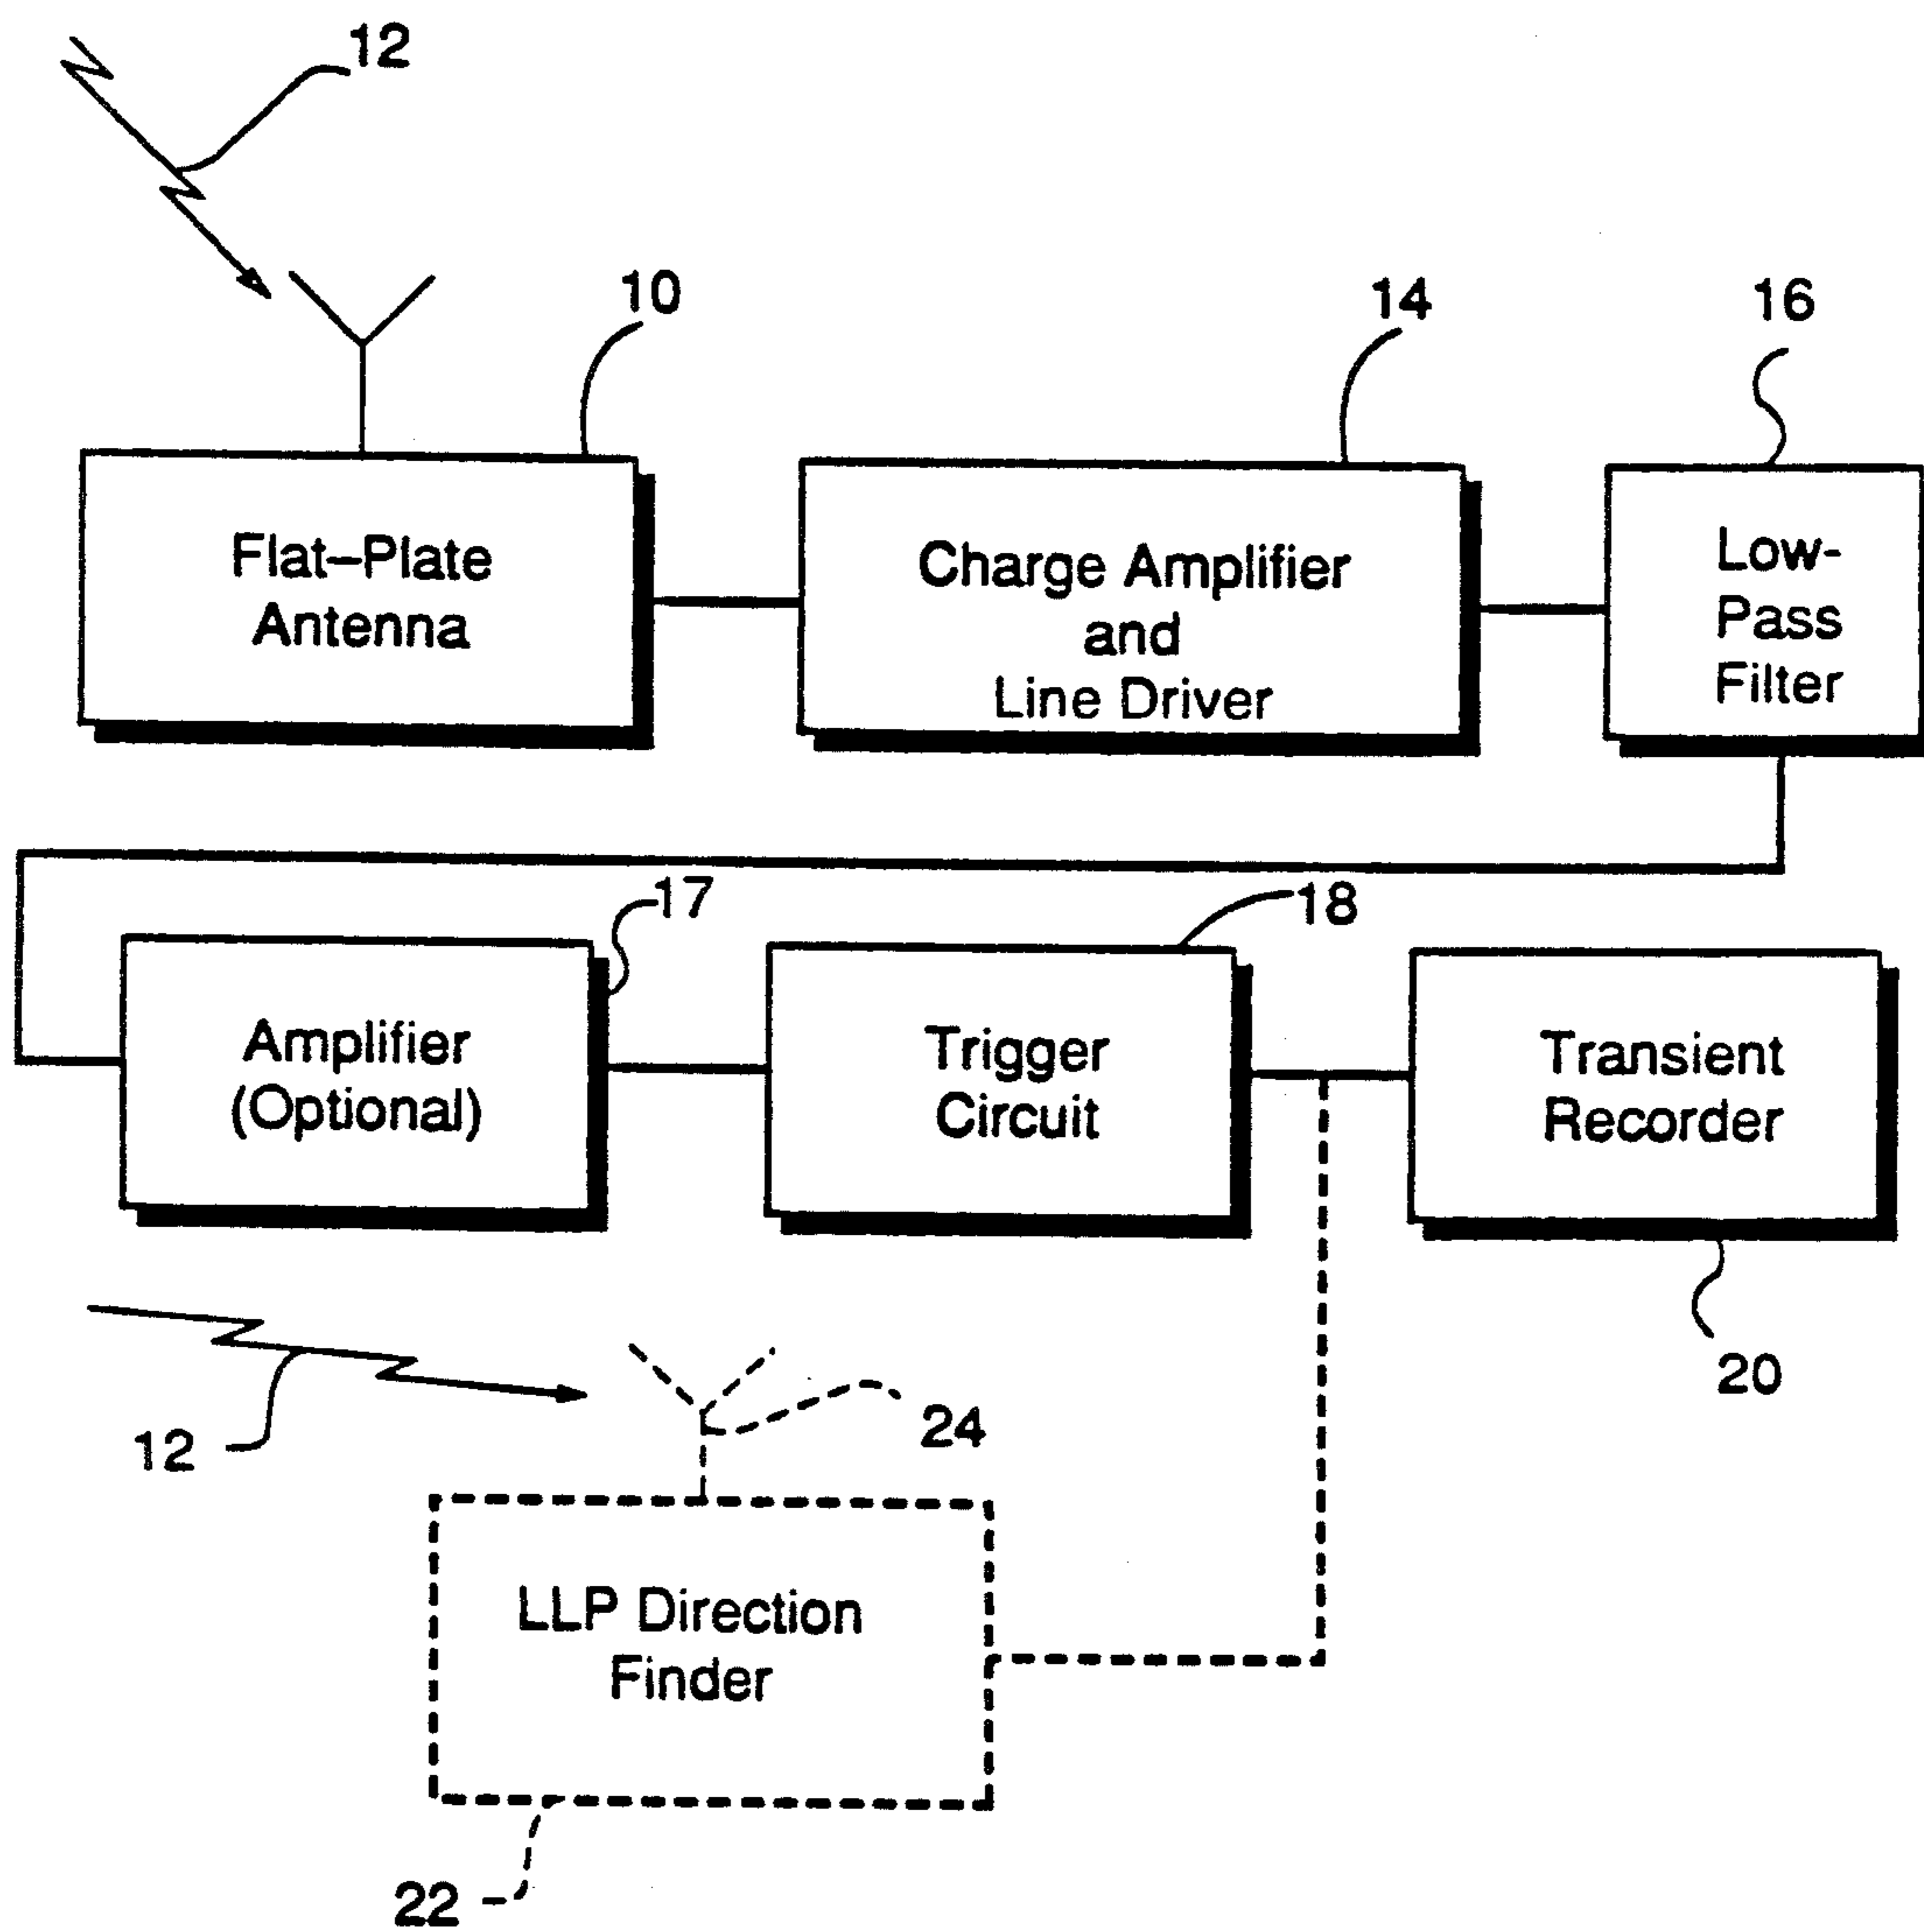 12
10
14
16
Flat–Plate
Antenna
Charge Amplifier
and
Line Driver
Low-
Pass
Filter
17
18
Amplifier
(Optional)
Trigger
Circuit
Transient
Recorder
20
12
24
LLP Direction
Finder
22